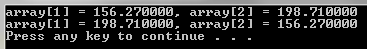 array[1] = 156.270000, array[2] = 198.710000
array[1] = 198.710000, array[2] = 156.270000
Press any key to continue . . .